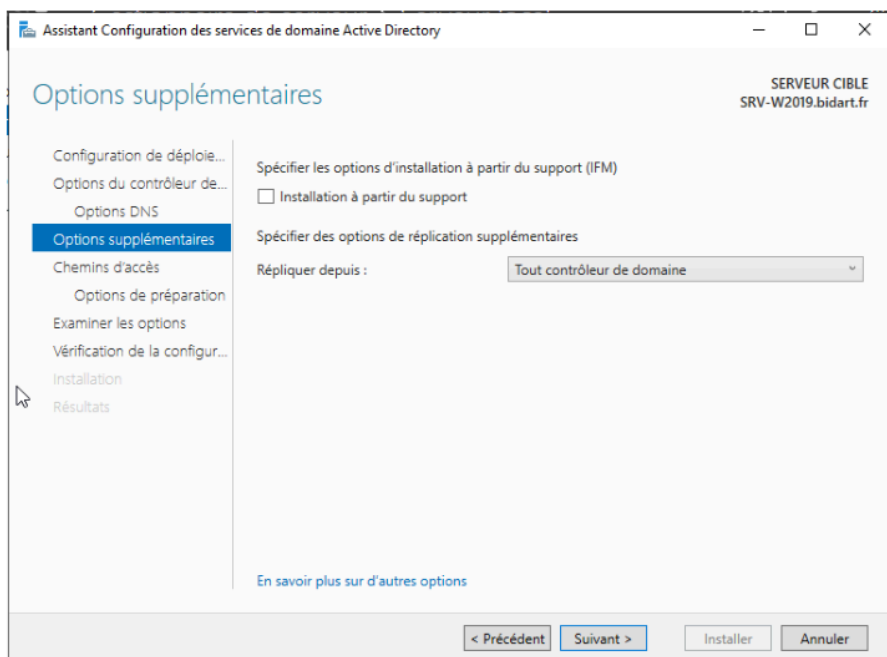 Assistant Configuration des services de domaine Active Directory
Options supplémentaires
SERVEUR CIBLE
SRV-W2019.bidart.fr
Configuration de déploie...
Options du contrôleur de...
Options DNS
Options supplémentaires
Chemins d'accès
Options de préparation
Examiner les options
Vérification de la configur...
Installation
Résultats
Spécifier les options d'installation à partir du support (IFM)
Installation à partir du support
Spécifier des options de réplication supplémentaires
Répliquer depuis :
Tout contrôleur de domaine
En savoir plus sur d'autres options
< Précédent
Suivant >
Installer
Annuler